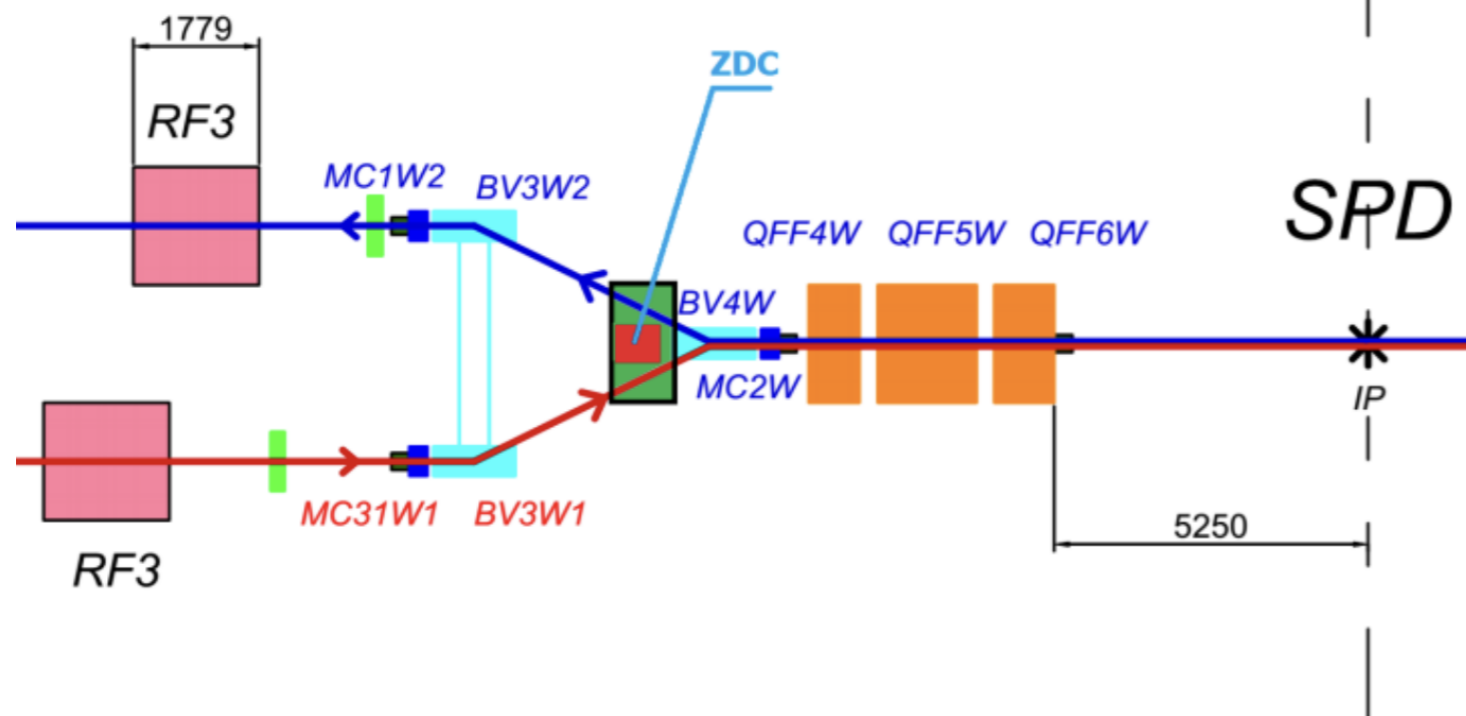 1779
ZDC
RF3
MC1W2
BV3W2
QFF4W
QFF5W
QFF6W
SPD
BV4W
MC2W
IP
MC31W1
BV3W1
5250
RF3